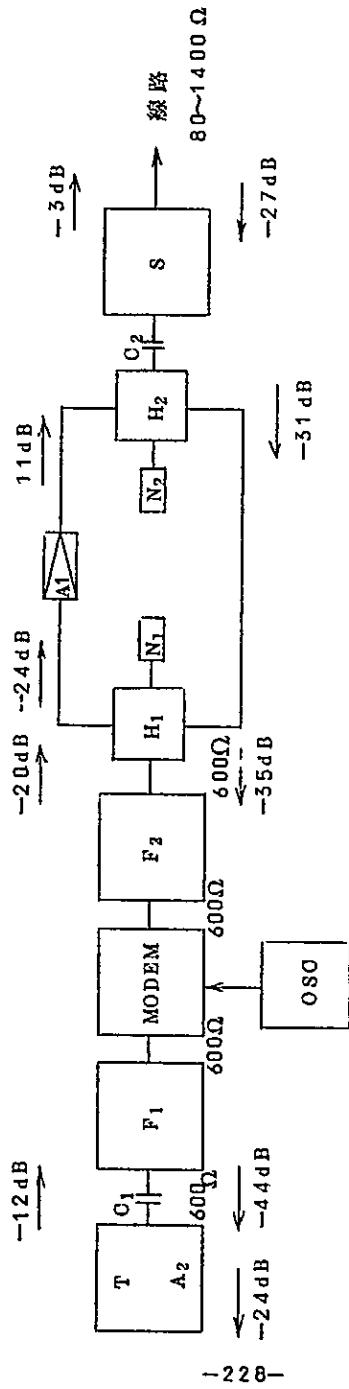 -12dB
-20dB
-24dB
11dB
-3dB
T
A2
C1
600Ω
F1
600Ω
MODEM
600Ω
F2
600Ω
H1
N1
A1
N2
H2
C2
S
線路
80~1400Ω
OSC
-24dB
-44dB
-35dB
-31dB
-27dB
-228-